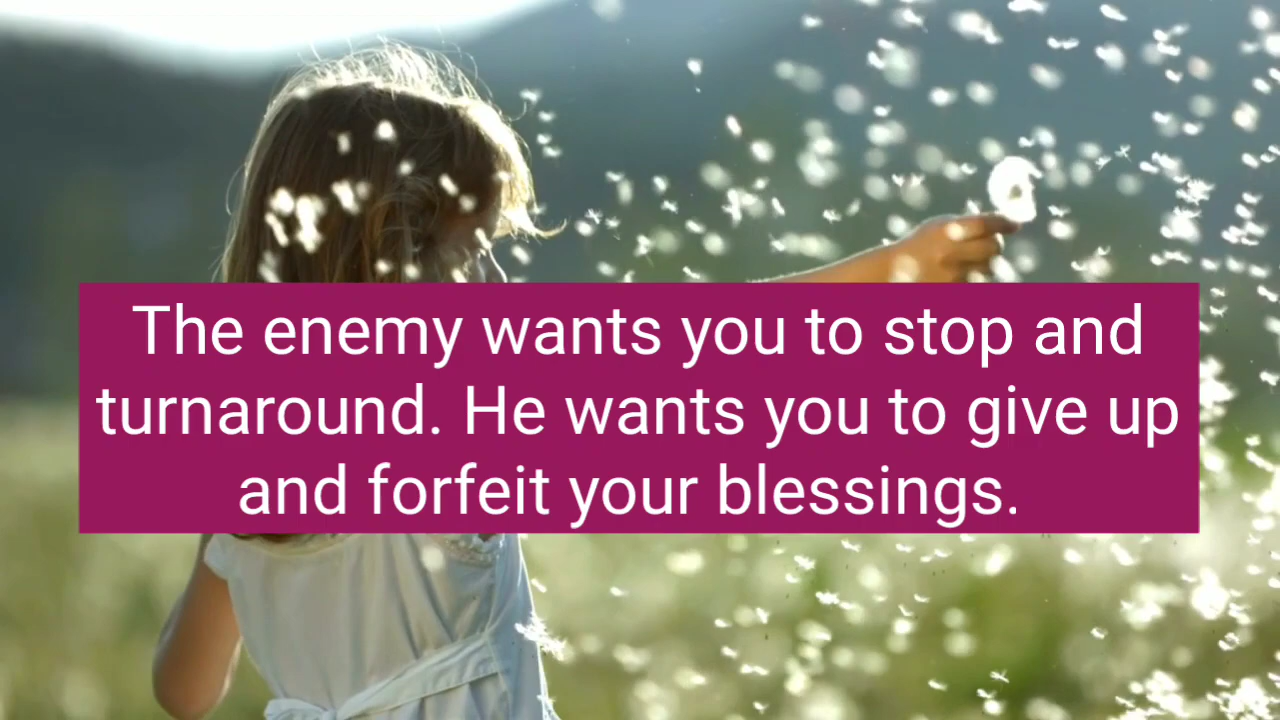 The enemy wants you to stop and
turnaround. He wants you to give up
and forfeit your blessings.